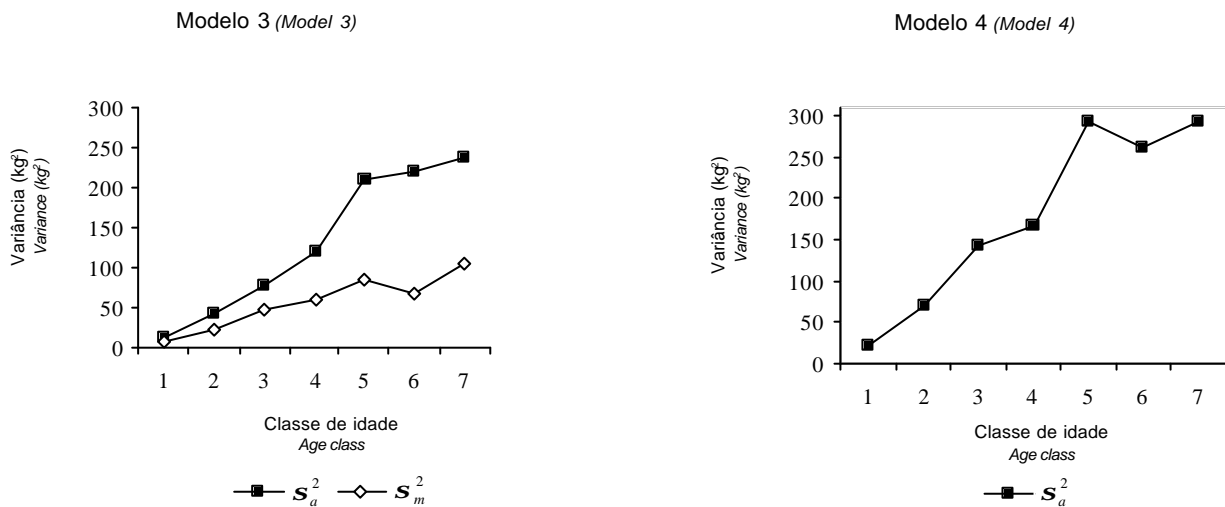 Modelo 3 (Model 3)
Variância (kg²)
Variance (kg²)
300
250
200
150
100
50
0
1 2 3 4 5 6 7
Classe de idade
Age class
s²a s²m
Modelo 4 (Model 4)
Variância (kg²)
Variance (kg²)
300
250
200
150
100
50
0
1 2 3 4 5 6 7
Classe de idade
Age class
s²a